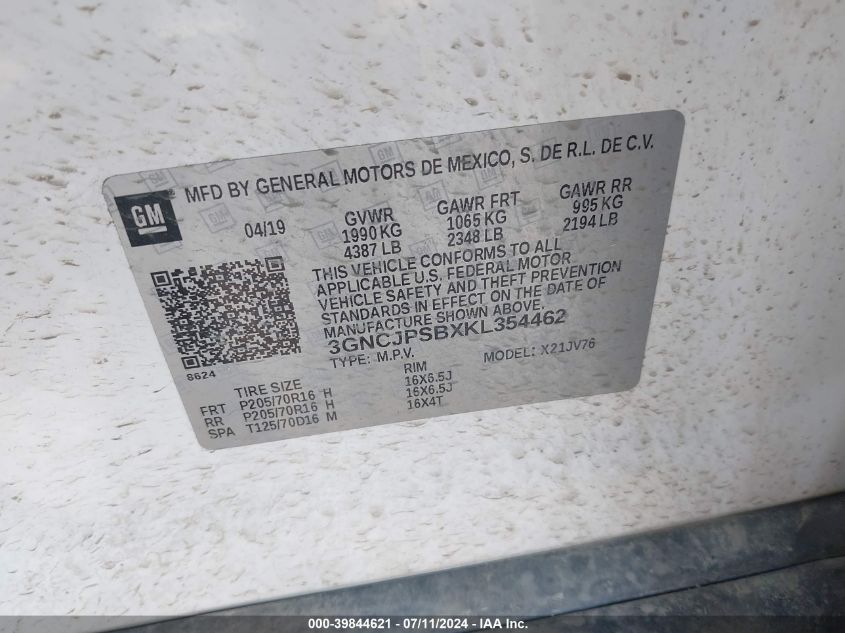 MFD BY GENERAL MOTORS DE MEXICO, S. DE R.L. DE C.V.
GM
04/19 GVWR GAWR FRT GAWR RR
1990 KG 1065 KG 995 KG
4387 LB 2348 LB 2194 LB
THIS VEHICLE CONFORMS TO ALL
APPLICABLE U.S. FEDERAL MOTOR
VEHICLE SAFETY AND THEFT PREVENTION
STANDARDS IN EFFECT ON THE DATE OF
MANUFACTURE SHOWN ABOVE.
3GNCJPSBXKL354462
TYPE: M.P.V. MODEL: X21JV76
8624
TIRE SIZE RIM
FRT P205/70R16 H 16X6.5J
RR P205/70R16 H 16X6.5J
SPA T125/70D16 M 16X4T
000-39844621 - 07/11/2024 - IAA Inc.